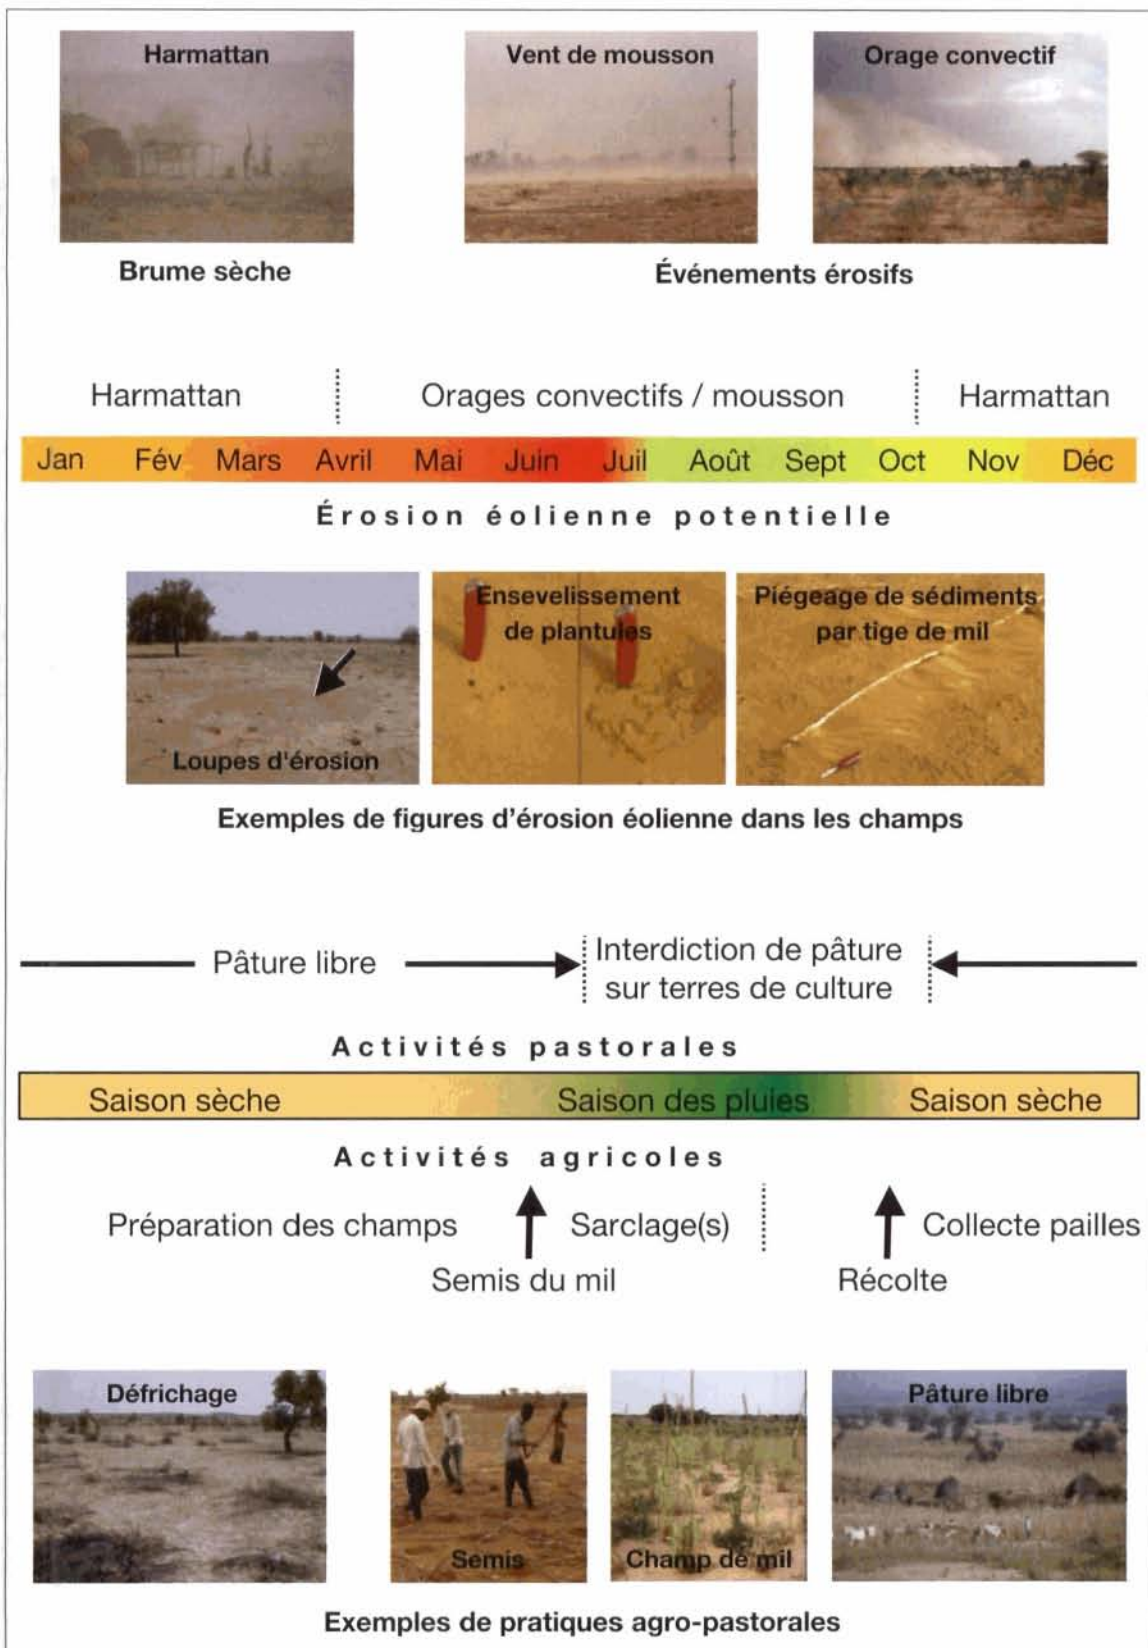 Harmattan
Vent de mousson
Orage convectif
Brume sèche
Événements érosifs
Harmattan
Orages convectifs / mousson
Harmattan
Jan Fév Mars Avril Mai Juin Juil Août Sept Oct Nov Déc
Érosion éolienne potentielle
Loupes d'érosion
Ensevelissement
de plantules
Piégeage de sédiments
par tige de mil
Exemples de figures d'érosion éolienne dans les champs
Pâture libre
Interdiction de pâture
sur terres de culture
Activités pastorales
Saison sèche
Saison des pluies
Saison sèche
Activités agricoles
Préparation des champs
Sarclage(s)
Collecte pailles
Semis du mil
Récolte
Défrichage
Semis
Champ de mil
Pâture libre
Exemples de pratiques agro-pastorales